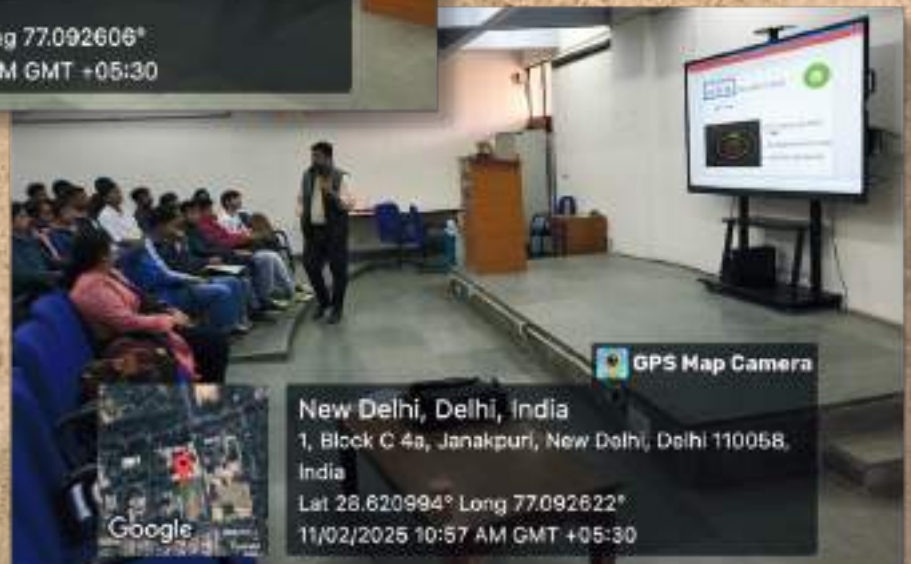 ng 77.092606°
M GMT +05:30
GPS Map Camera
New Delhi, Delhi, India
1, Block C 4a, Janakpuri, New Delhi, Delhi 110058,
India
Lat 28.620994° Long 77.092622°
11/02/2025 10:57 AM GMT +05:30
Google